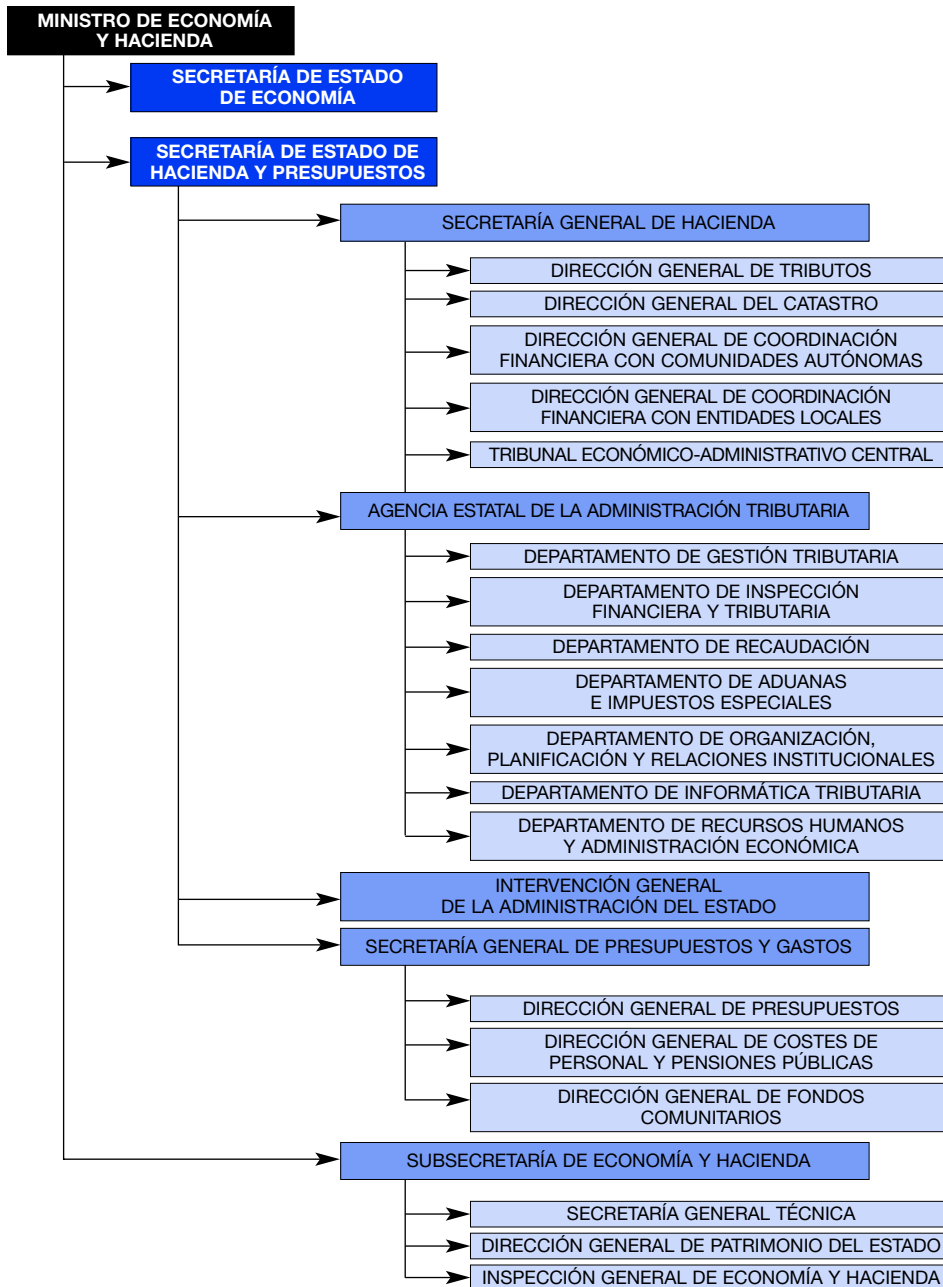 MINISTRO DE ECONOMÍA
Y HACIENDA
SECRETARÍA DE ESTADO
DE ECONOMÍA
SECRETARÍA DE ESTADO DE
HACIENDA Y PRESUPUESTOS
SECRETARÍA GENERAL DE HACIENDA
DIRECCIÓN GENERAL DE TRIBUTOS
DIRECCIÓN GENERAL DEL CATASTRO
DIRECCIÓN GENERAL DE COORDINACIÓN
FINANCIERA CON COMUNIDADES AUTÓNOMAS
DIRECCIÓN GENERAL DE COORDINACIÓN
FINANCIERA CON ENTIDADES LOCALES
TRIBUNAL ECONÓMICO-ADMINISTRATIVO CENTRAL
AGENCIA ESTATAL DE LA ADMINISTRACIÓN TRIBUTARIA
DEPARTAMENTO DE GESTIÓN TRIBUTARIA
DEPARTAMENTO DE INSPECCIÓN
FINANCIERA Y TRIBUTARIA
DEPARTAMENTO DE RECAUDACIÓN
DEPARTAMENTO DE ADUANAS
E IMPUESTOS ESPECIALES
DEPARTAMENTO DE ORGANIZACIÓN,
PLANIFICACIÓN Y RELACIONES INSTITUCIONALES
DEPARTAMENTO DE INFORMÁTICA TRIBUTARIA
DEPARTAMENTO DE RECURSOS HUMANOS
Y ADMINISTRACIÓN ECONÓMICA
INTERVENCIÓN GENERAL
DE LA ADMINISTRACIÓN DEL ESTADO
SECRETARÍA GENERAL DE PRESUPUESTOS Y GASTOS
DIRECCIÓN GENERAL DE PRESUPUESTOS
DIRECCIÓN GENERAL DE COSTES DE
PERSONAL Y PENSIONES PÚBLICAS
DIRECCIÓN GENERAL DE FONDOS
COMUNITARIOS
SUBSECRETARÍA DE ECONOMÍA Y HACIENDA
SECRETARÍA GENERAL TÉCNICA
DIRECCIÓN GENERAL DE PATRIMONIO DEL ESTADO
INSPECCIÓN GENERAL DE ECONOMÍA Y HACIENDA